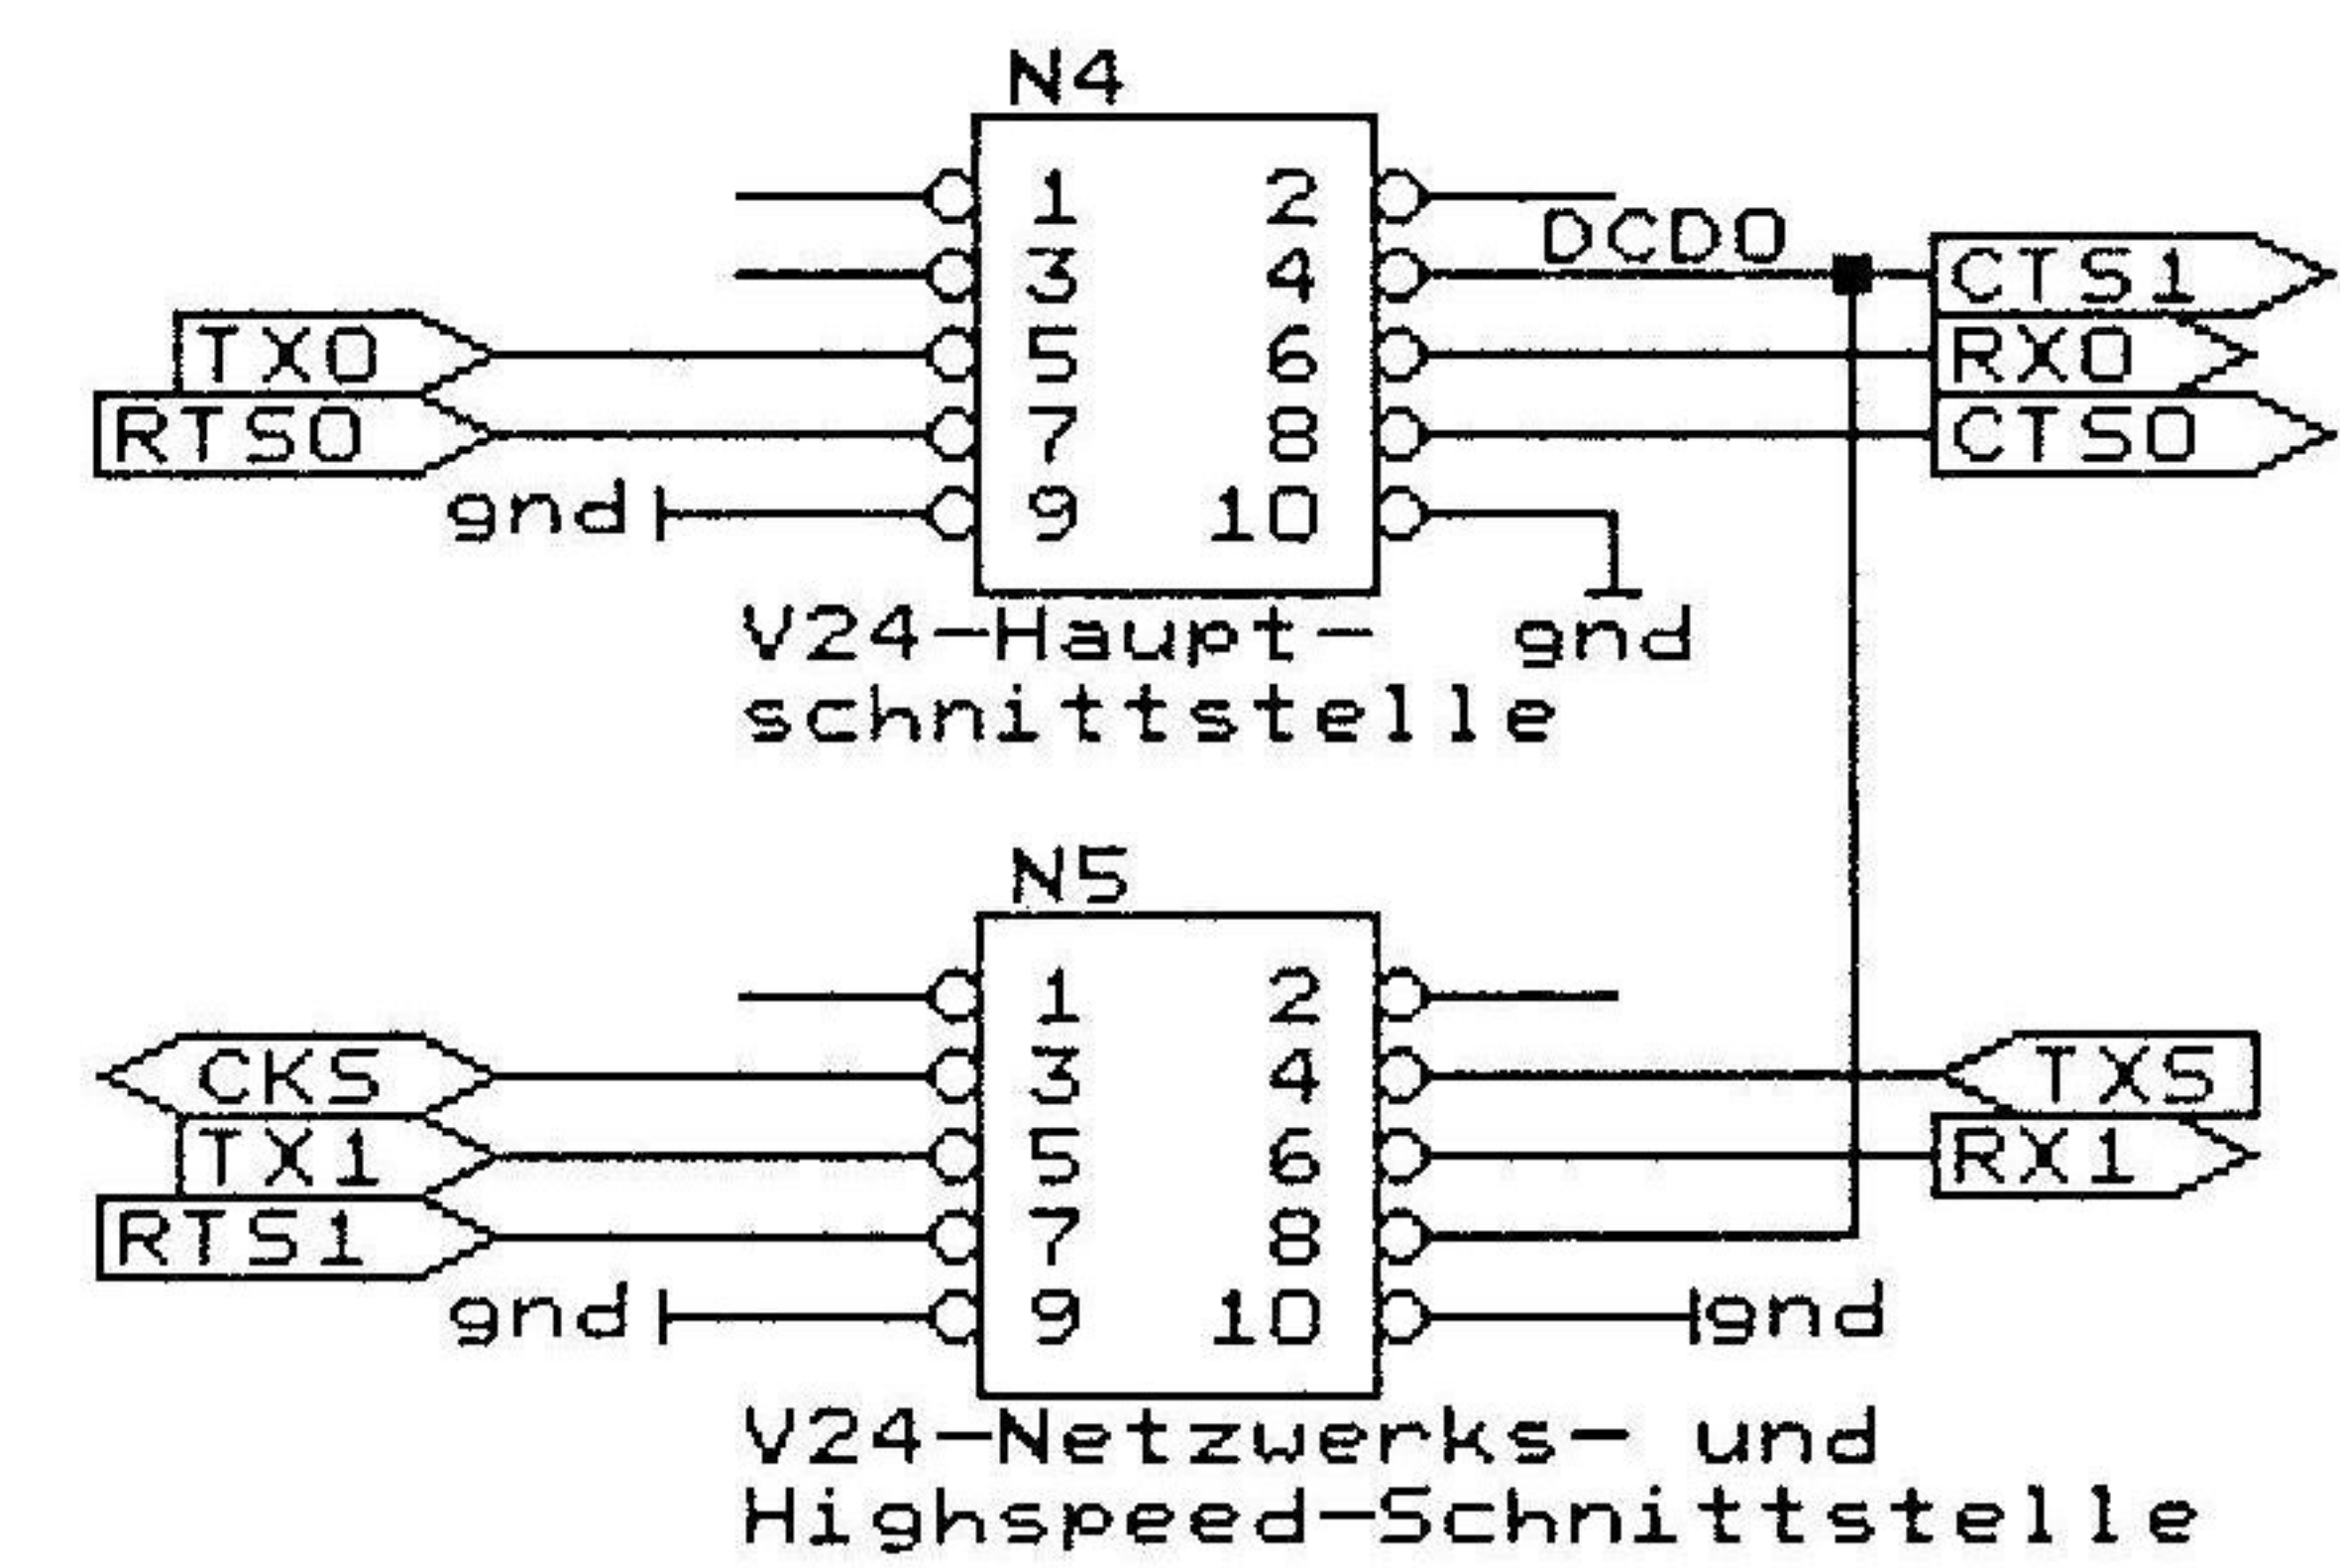 N4
1 2
DCD0
3 4 CTS1
TX0 5 6 RX0
RTS0 7 8 CTS0
gnd 9 10
gnd
V24-Haupt-
schnittstelle
N5
1 2
CKS 3 4 TXS
TX1 5 6 RX1
RTS1 7 8
gnd 9 10 gnd
V24-Netzwerks- und
Highspeed-Schnittstelle